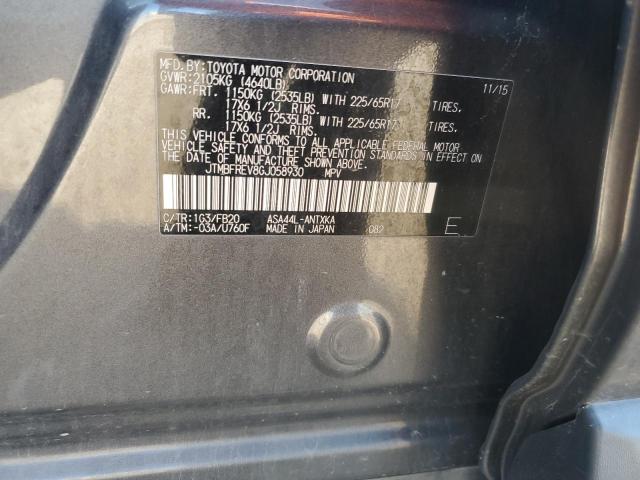 MFD. BY: TOYOTA MOTOR CORPORATION 11/15
GVWR: 2105KG (4640LB)
GAWR: FRT. 1150KG (2535LB) WITH 225/65R17 TIRES,
17X6 1/2J RIMS.
RR. 1150KG (2535LB) WITH 225/65R17 TIRES,
17X6 1/2J RIMS.
THIS VEHICLE CONFORMS TO ALL APPLICABLE FEDERAL MOTOR
VEHICLE SAFETY AND THEFT PREVENTION STANDARDS IN EFFECT ON
THE DATE OF MANUFACTURE SHOWN ABOVE.
JTMBFREV8GJ058930 MPV
C/TR: 1G3/FB20 ASA44L-ANTXKA
A/TM: -03A/U760F MADE IN JAPAN 082 E